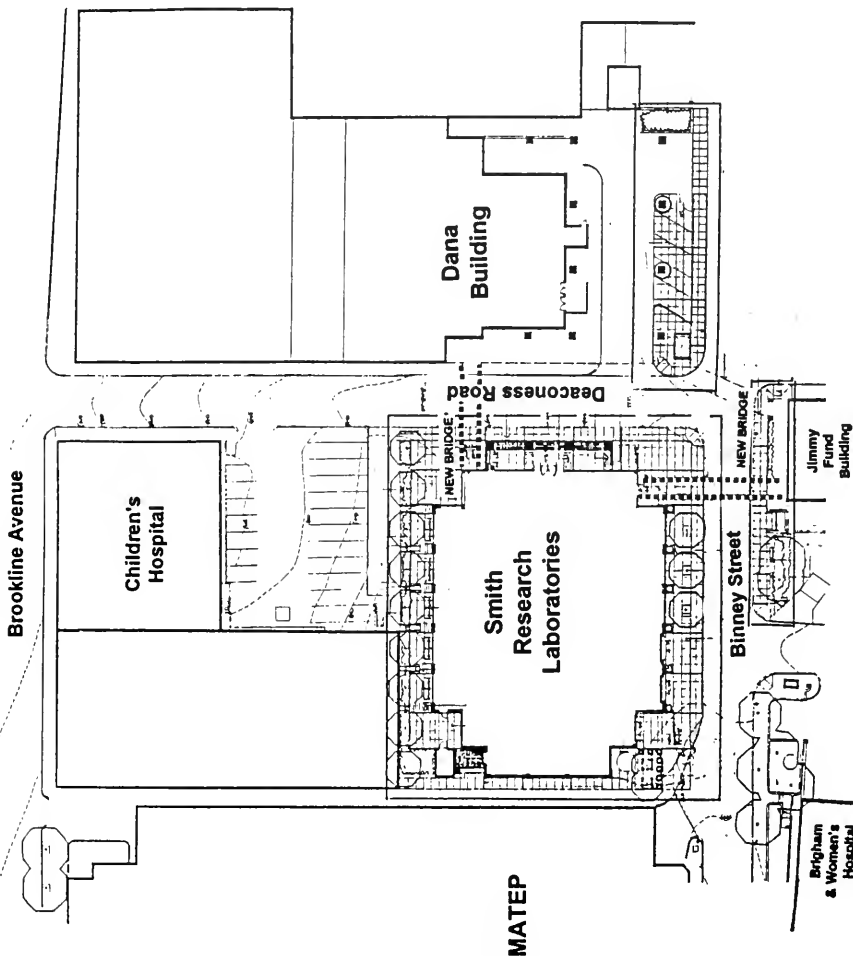 Brookline Avenue
Children's
Hospital
Dana
Building
Deaconess Road
NEW BRIDGE
Smith
Research
Laboratories
NEW BRIDGE
Binney Street
Jimmy
Fund
Building
MATEP
Brigham
& Women's
Hospital